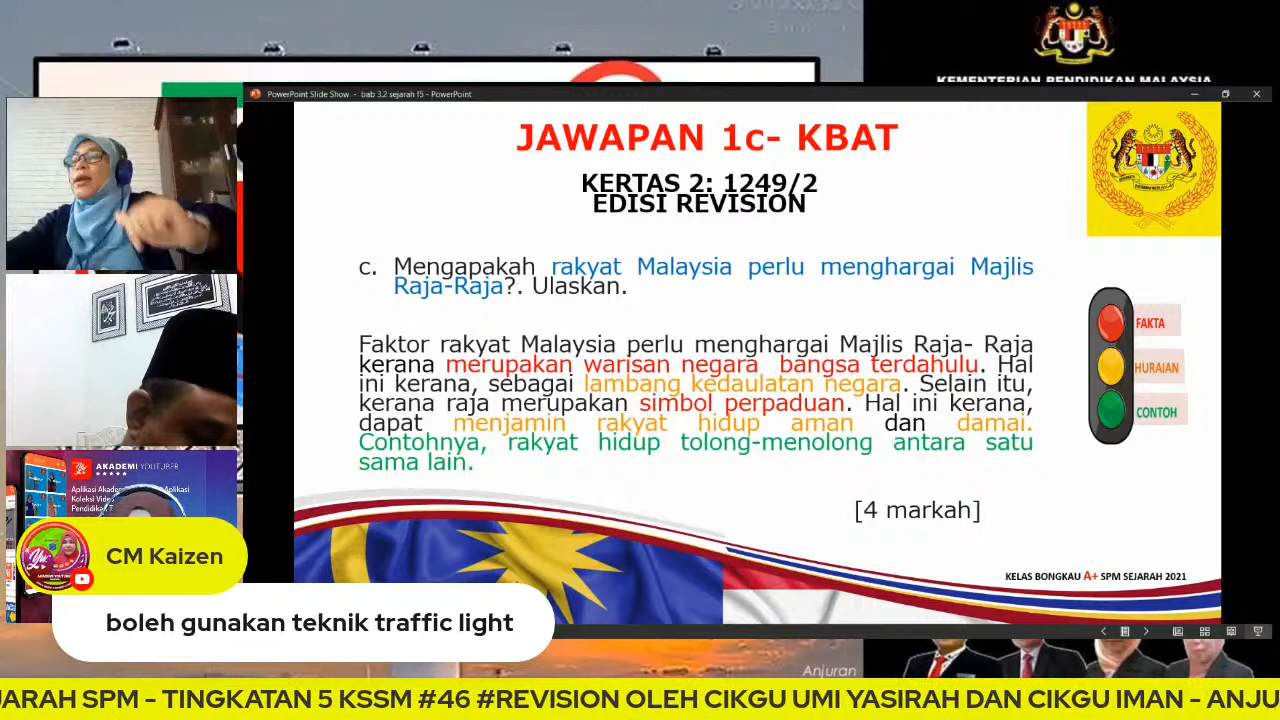 KEMENTERIAN PENDIDIKAN MALAYSIA
PowerPoint Slide Show - bab 3.2 sejarah f5 - PowerPoint
JAWAPAN 1c- KBAT
KERTAS 2: 1249/2
EDISI REVISION
c. Mengapakah rakyat Malaysia perlu menghargai Majlis
Raja-Raja?. Ulaskan.
Faktor rakyat Malaysia perlu menghargai Majlis Raja- Raja
kerana merupakan warisan negara bangsa terdahulu. Hal
ini kerana, sebagai lambang kedaulatan negara. Selain itu,
kerana raja merupakan simbol perpaduan. Hal ini kerana,
dapat menjamin rakyat hidup aman dan damai.
Contohnya, rakyat hidup tolong-menolong antara satu
sama lain.
[4 markah]
FAKTA
HURAIAN
CONTOH
KELAS BONGKAU A+ SPM SEJARAH 2021
AKADEMI YOUTUBER
Aplikasi
Koleksi Video
CM Kaizen
boleh gunakan teknik traffic light
Anjuran
JARAH SPM - TINGKATAN 5 KSSM #46 #REVISION OLEH CIKGU UMI YASIRAH DAN CIKGU IMAN - ANJU